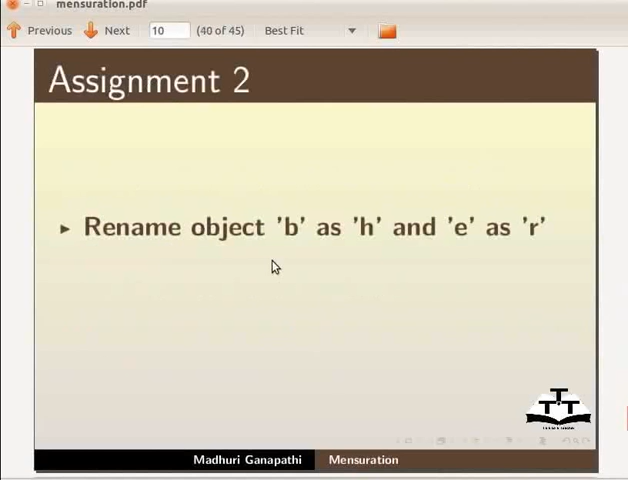 mensuration.pdf
Previous Next 10 (40 of 45) Best Fit
Assignment 2
Rename object 'b' as 'h' and 'e' as 'r'
Madhuri Ganapathi Mensuration